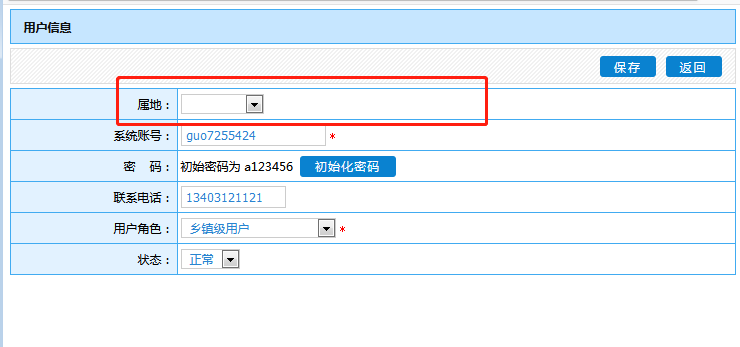 用户信息
保存 返回
属地：
系统账号： guo7255424 *
密 码： 初始密码为 a123456 初始化密码
联系电话： 13403121121
用户角色： 乡镇级用户 *
状态： 正常